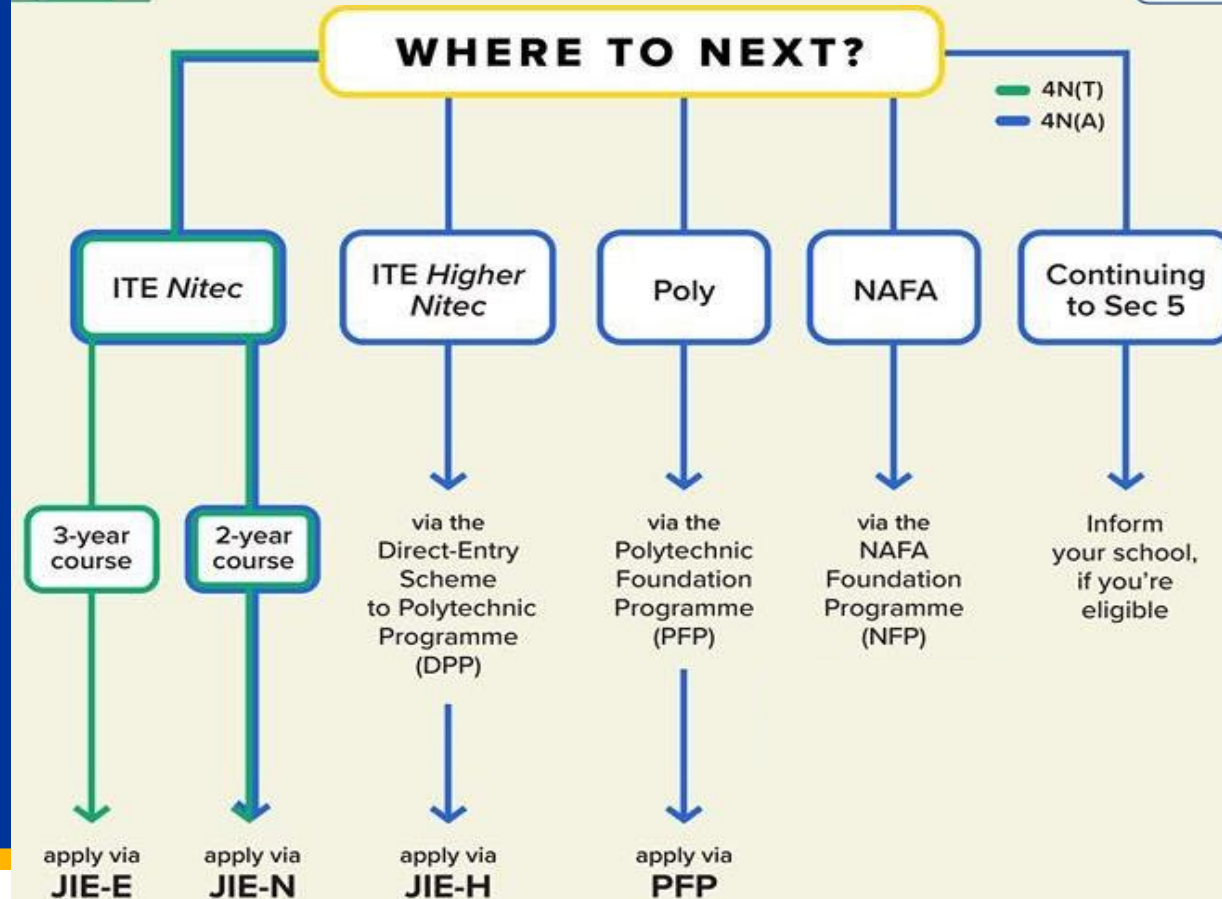 WHERE TO NEXT?
4N(T)
4N(A)
ITE Nitec
ITE Higher
Nitec
Poly
NAFA
Continuing
to Sec 5
3-year
course
2-year
course
via the
Direct-Entry
Scheme
to Polytechnic
Programme
(DPP)
via the
Polytechnic
Foundation
Programme
(PFP)
via the
NAFA
Foundation
Programme
(NFP)
Inform
your school,
if you're
eligible
apply via
JIE-E
apply via
JIE-N
apply via
JIE-H
apply via
PFP